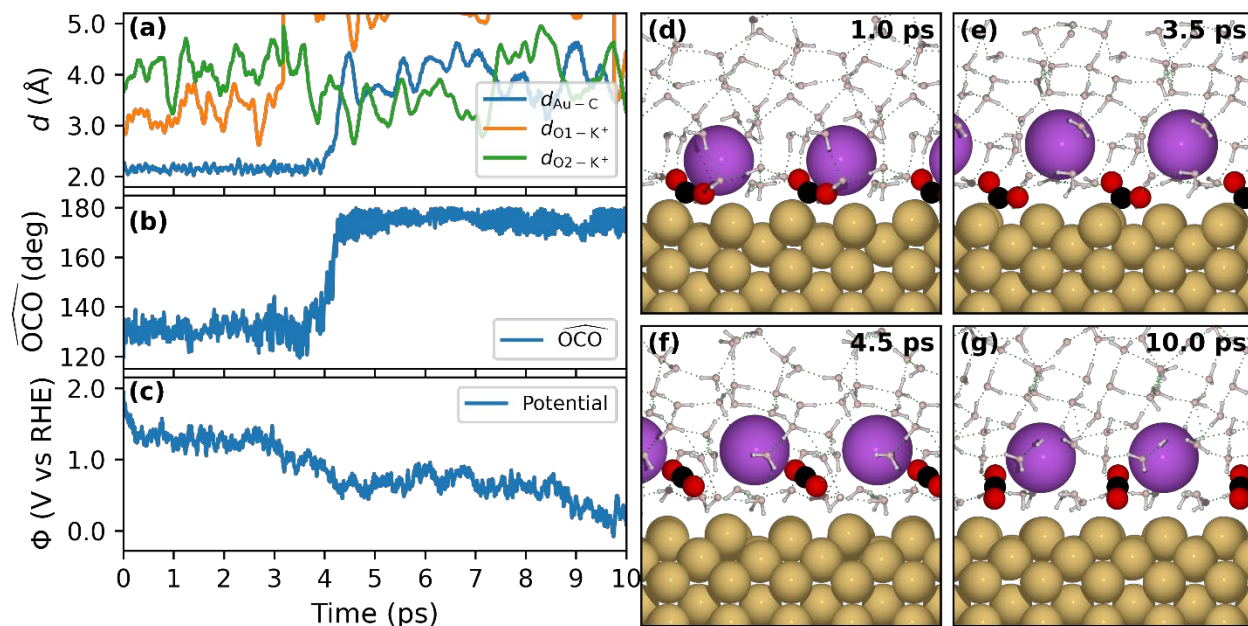 (a)
5.0
4.0
3.0
2.0
d (Å)
d_Au−C
d_O1−K⁺
d_O2−K⁺
(b)
180
160
140
120
OCO (deg)
OCO
(c)
2.0
1.0
0.0
Φ (V vs RHE)
Potential
0 1 2 3 4 5 6 7 8 9 10
Time (ps)
(d) 1.0 ps
(e) 3.5 ps
(f) 4.5 ps
(g) 10.0 ps